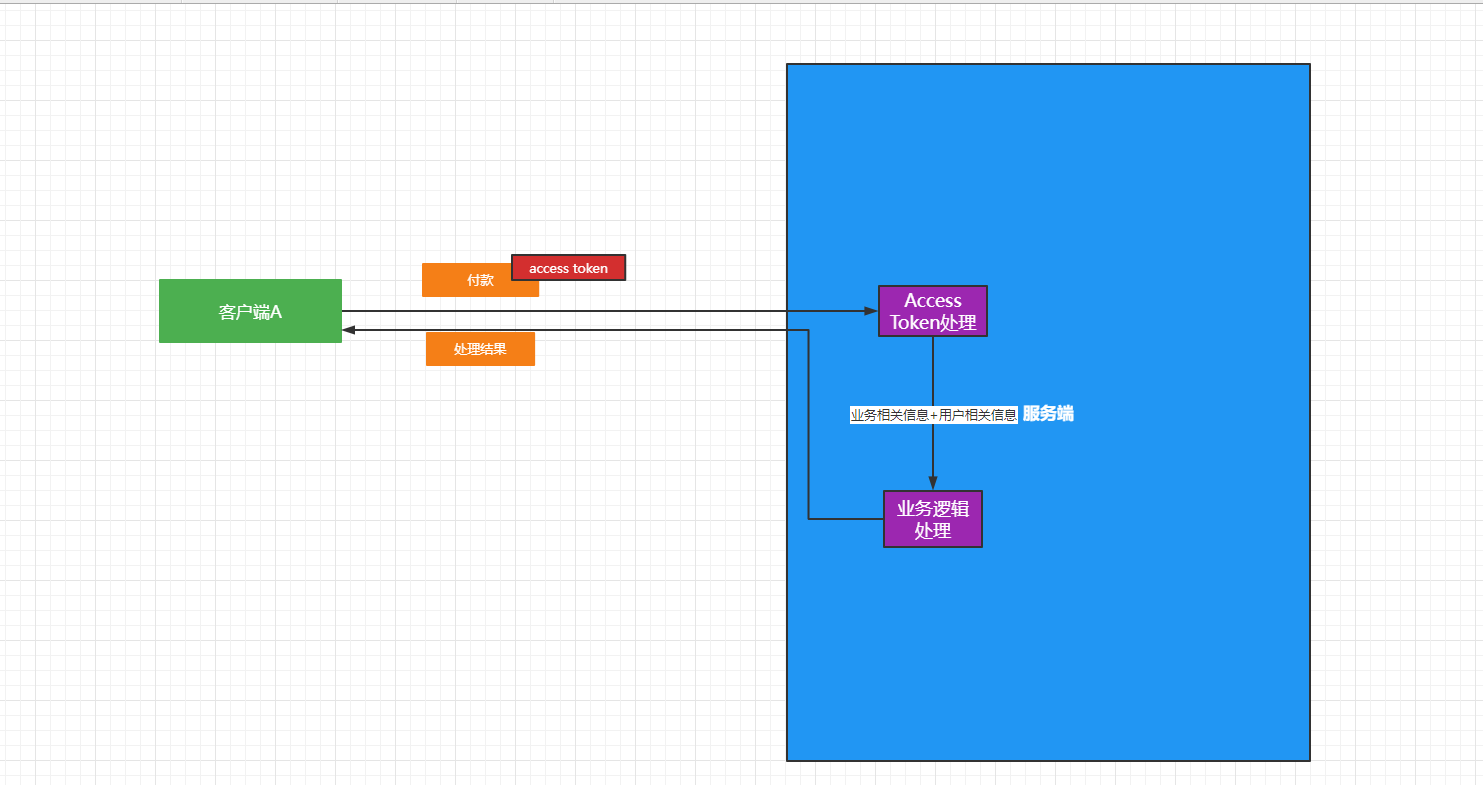 付款
access token
客户端A
处理结果
Access
Token处理
业务相关信息+用户相关信息
服务端
业务逻辑
处理